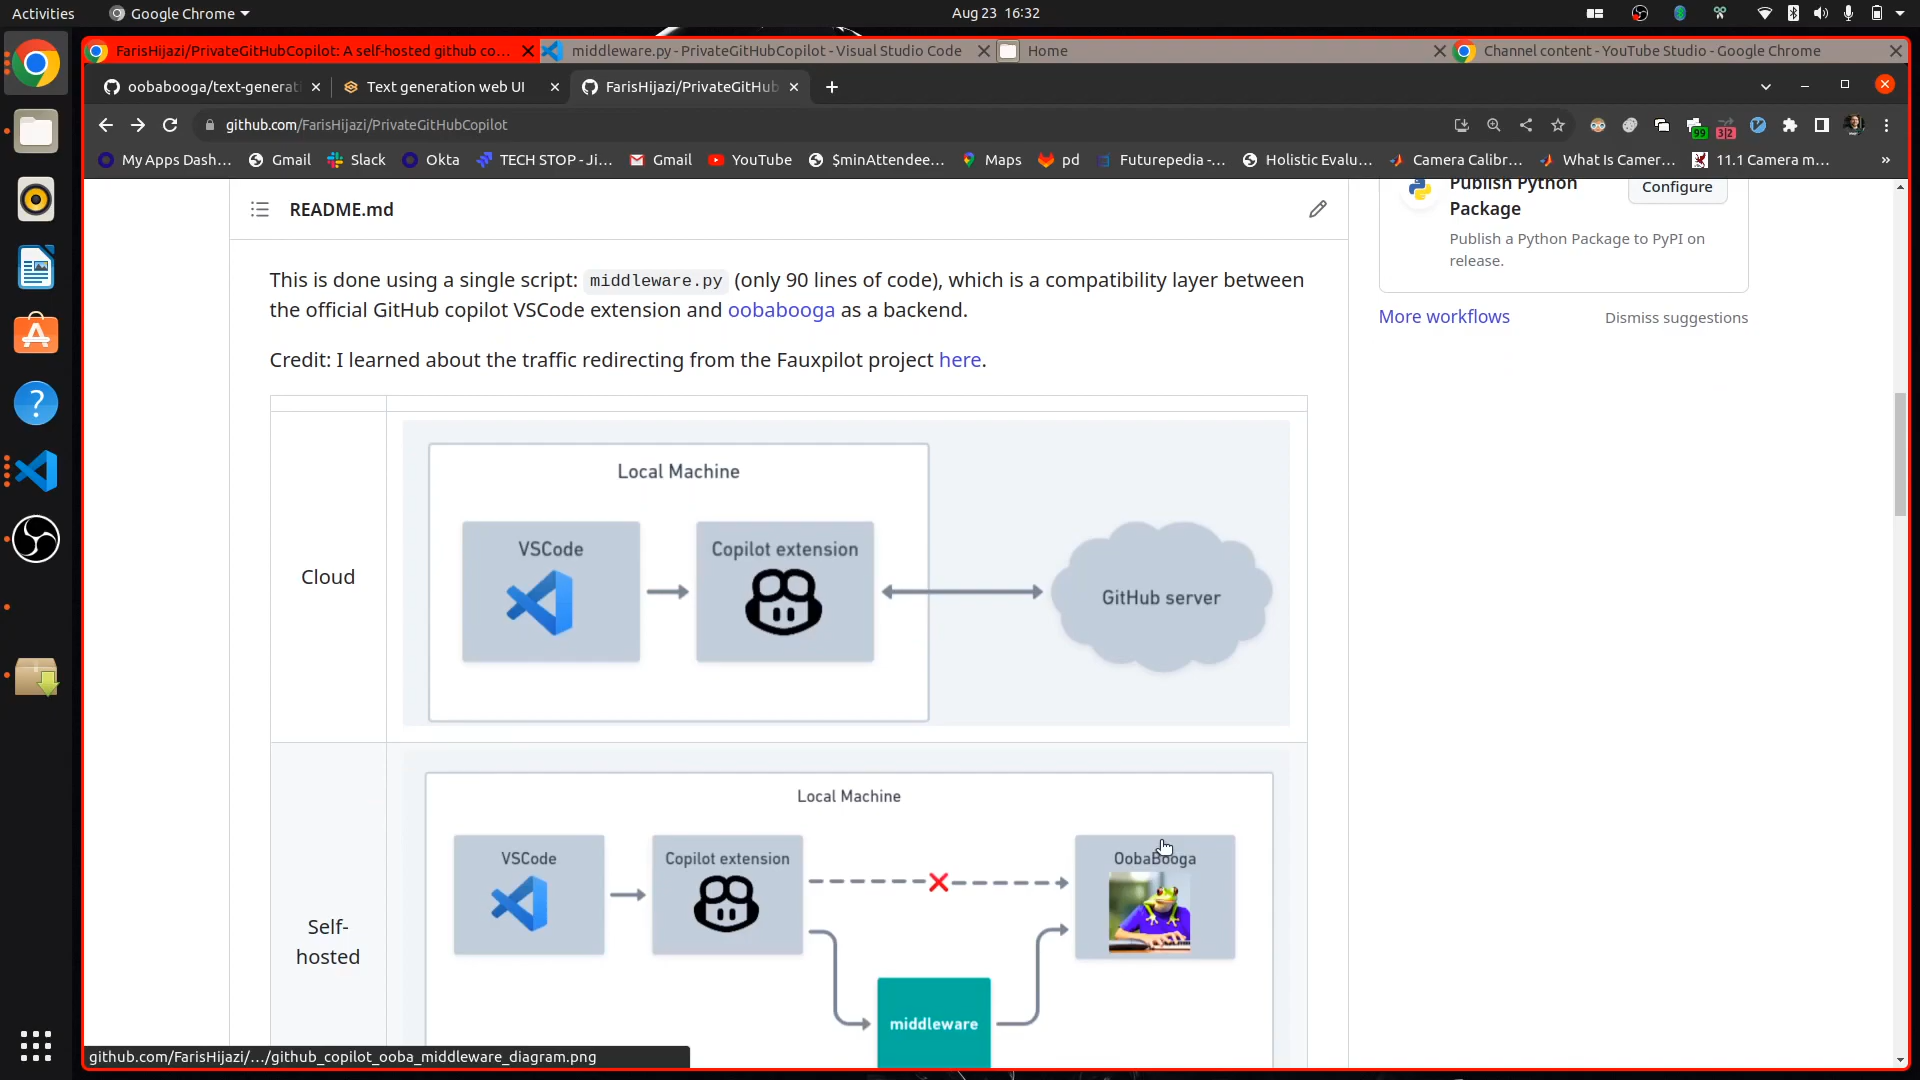 Activities
Google Chrome
Aug 23 16:32
FarisHijazi/PrivateGitHubCopilot: A self-hosted github co...
middleware.py - PrivateGitHubCopilot - Visual Studio Code
Home
Channel content - YouTube Studio - Google Chrome
oobabooga/text-generati
Text generation web UI
FarisHijazi/PrivateGitHub
github.com/FarisHijazi/PrivateGitHubCopilot
99
3|2
My Apps Dash...
Gmail
Slack
Okta
TECH STOP - Ji...
Gmail
YouTube
$minAttendee...
Maps
pd
Futurepedia -...
Holistic Evalu...
Camera Calibr...
What Is Camer...
11.1 Camera m...
»
README.md
This is done using a single script: middleware.py (only 90 lines of code), which is a compatibility layer between
the official GitHub copilot VSCode extension and oobabooga as a backend.
Credit: I learned about the traffic redirecting from the Fauxpilot project here.
Cloud
Local Machine
VSCode
Copilot extension
GitHub server
Self-
hosted
Local Machine
VSCode
Copilot extension
OobaBooga
middleware
Publish Python
Package
Configure
Publish a Python Package to PyPI on
release.
More workflows
Dismiss suggestions
github.com/FarisHijazi/.../github_copilot_ooba_middleware_diagram.png